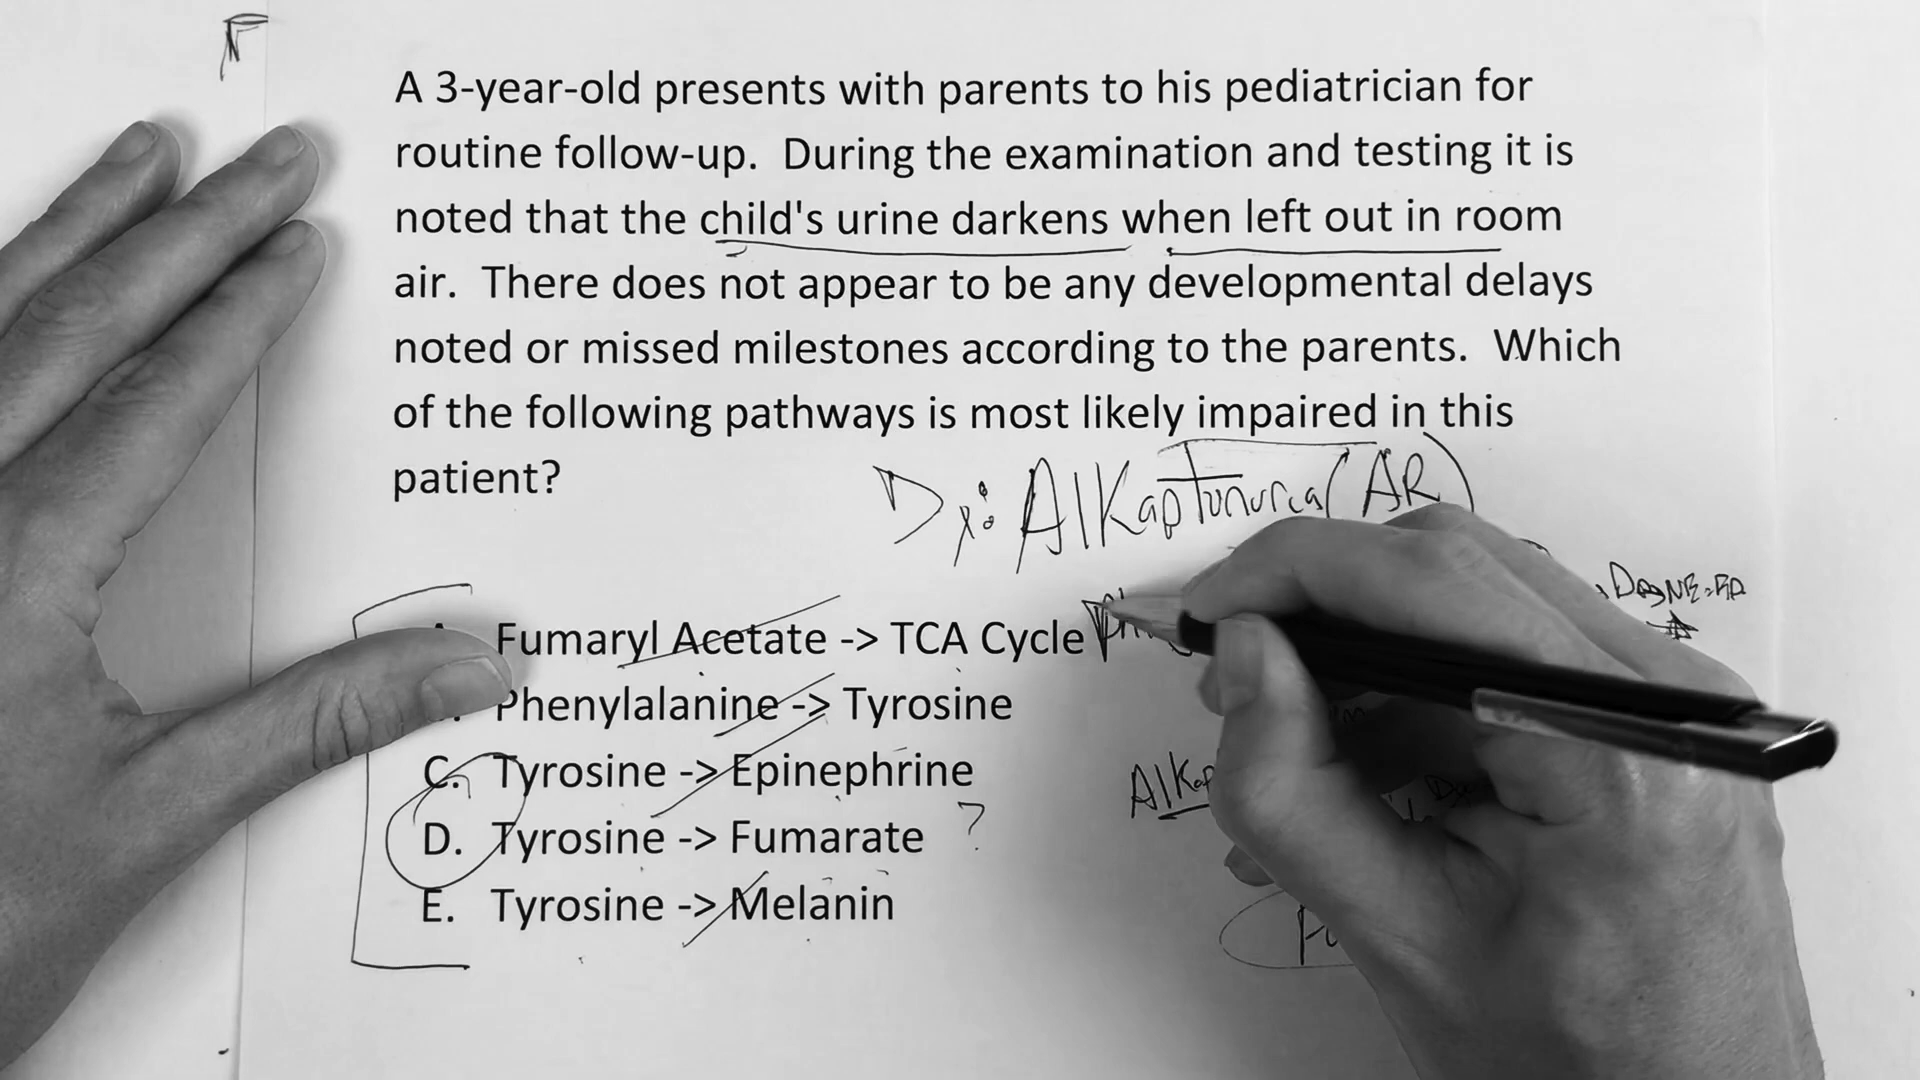 A 3-year-old presents with parents to his pediatrician for
routine follow-up. During the examination and testing it is
noted that the child's urine darkens when left out in room
air. There does not appear to be any developmental delays
noted or missed milestones according to the parents. Which
of the following pathways is most likely impaired in this
patient?
Dx: AlKaptonuria (AR)
Fumaryl Acetate -> TCA Cycle
Phenylalanine -> Tyrosine
C. Tyrosine -> Epinephrine
D. Tyrosine -> Fumarate ?
E. Tyrosine -> Melanin